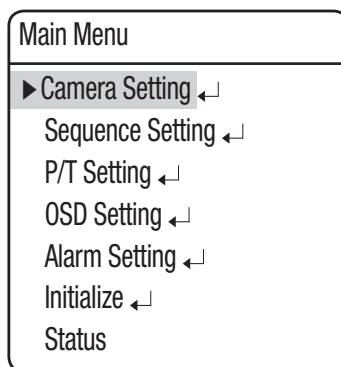 Main Menu
▶Camera Setting ↵
Sequence Setting ↵
P/T Setting ↵
OSD Setting ↵
Alarm Setting ↵
Initialize ↵
Status